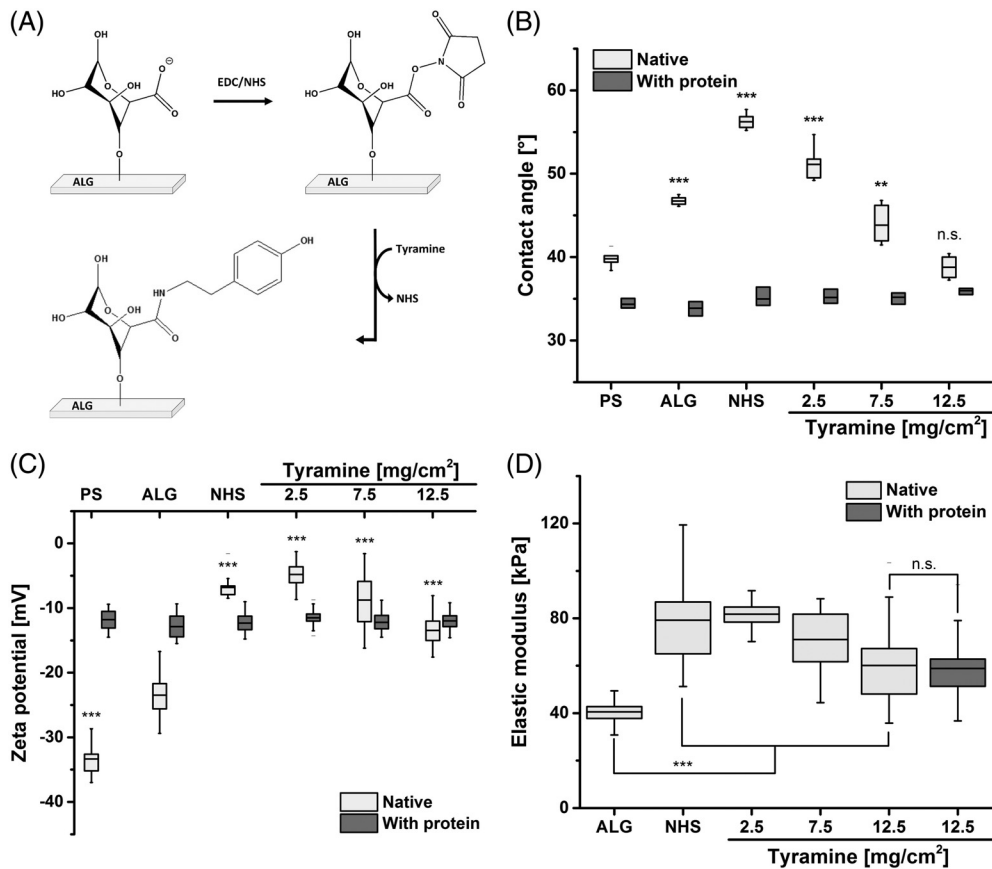 (A)
OH
O⊖
HO
O
OH
O
O
ALG
EDC/NHS
OH
O
N
O
O
O
OH
HO
O
O
ALG
Tyramine
NHS
OH
OH
HN
O
OH
HO
O
O
ALG
(B)
Native
With protein
Contact angle [°]
60
50
40
30
***
***
***
**
n.s.
PS ALG NHS 2.5 7.5 12.5
Tyramine [mg/cm²]
(C)
Tyramine [mg/cm²]
PS ALG NHS 2.5 7.5 12.5
Zeta potential [mV]
0
-10
-20
-30
-40
***
***
***
***
***
Native
With protein
(D)
Native
With protein
Elastic modulus [kPa]
120
80
40
0
n.s.
***
ALG NHS 2.5 7.5 12.5 12.5
Tyramine [mg/cm²]